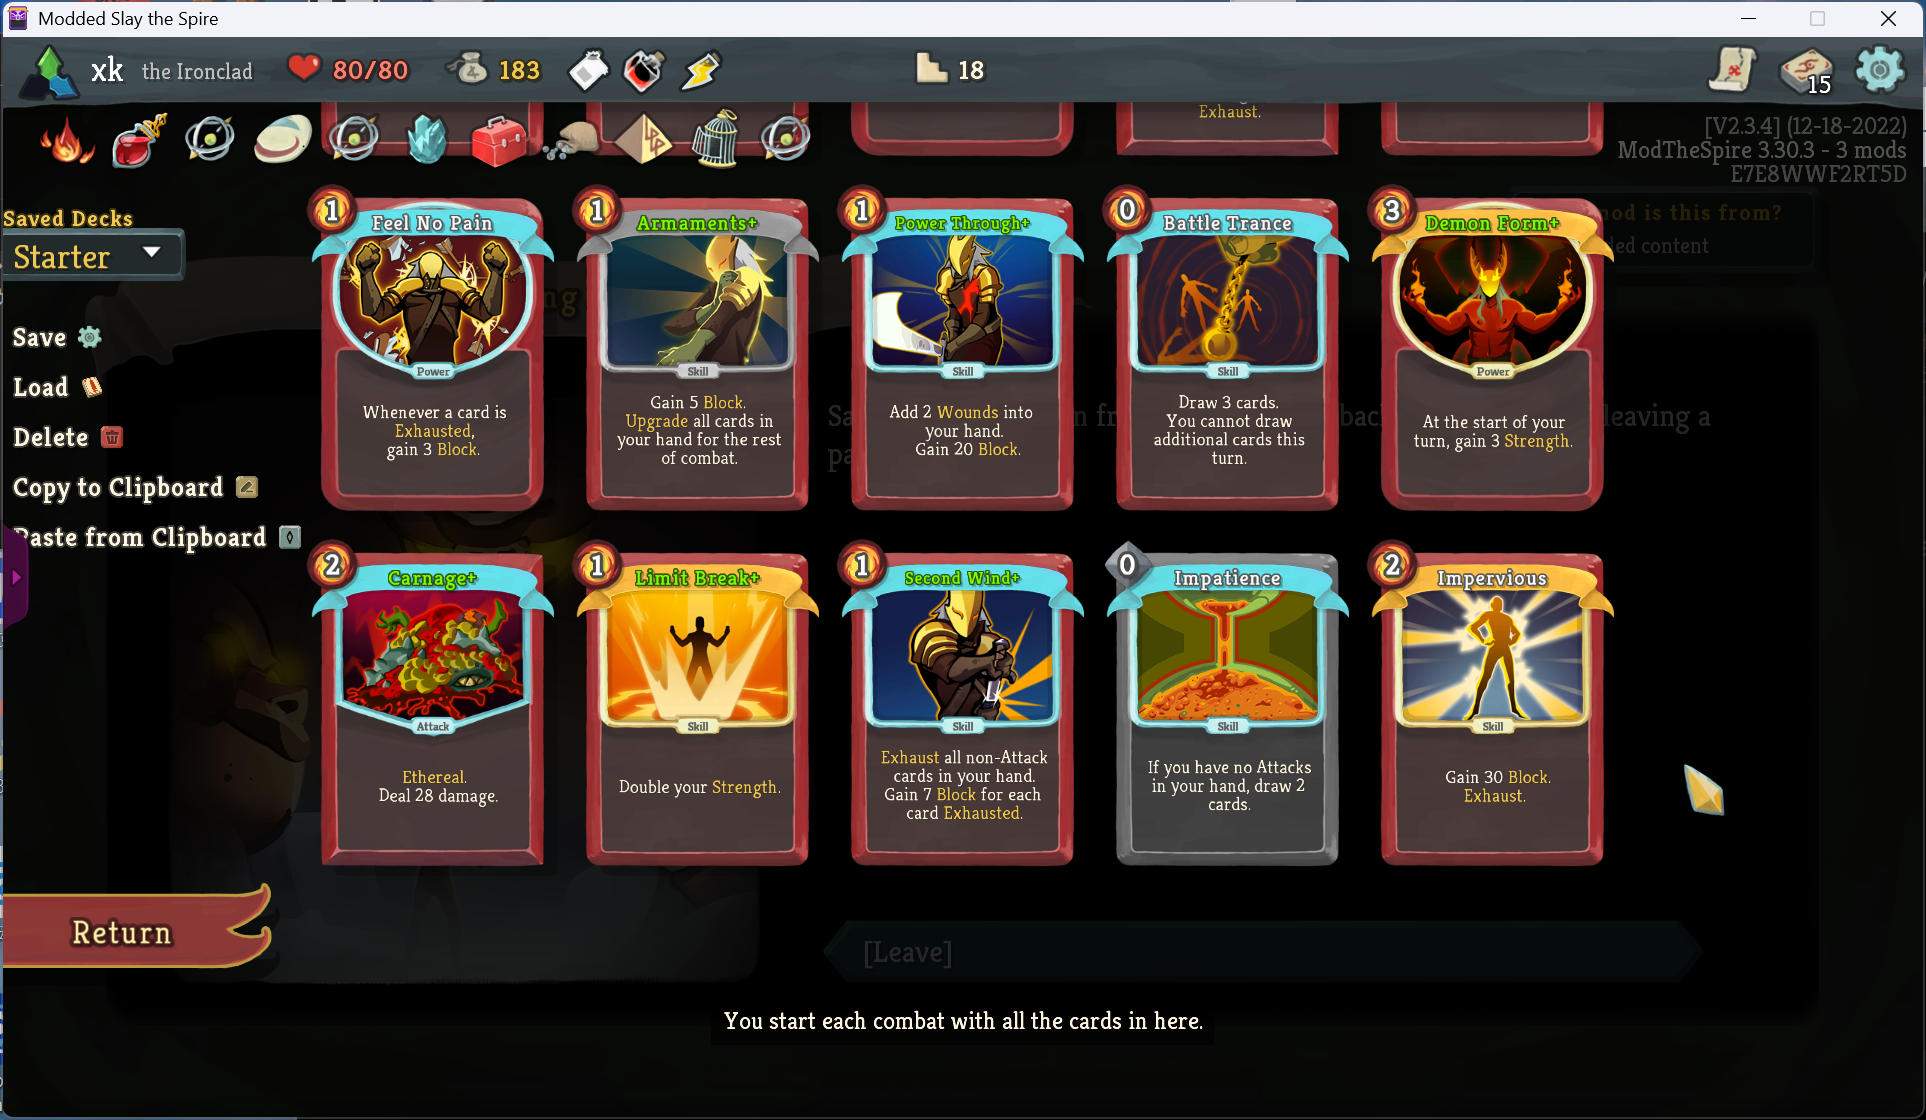 Modded Slay the Spire
xk the Ironclad 80/80 183 18 15
Exhaust.
[V2.3.4] (12-18-2022)
ModTheSpire 3.30.3 - 3 mods
E7E8WWF2RT5D
Saved Decks
Starter
Save
Load
Delete
Copy to Clipboard
Paste from Clipboard
Return
1
Feel No Pain
Power
Whenever a card is
Exhausted,
gain 3 Block.
1
Armaments+
Skill
Gain 5 Block.
Upgrade all cards in
your hand for the rest
of combat.
1
Power Through+
Skill
Add 2 Wounds into
your hand.
Gain 20 Block.
0
Battle Trance
Skill
Draw 3 cards.
You cannot draw
additional cards this
turn.
3
Demon Form+
Power
At the start of your
turn, gain 3 Strength.
mod is this from?
content
leaving a
2
Carnage+
Attack
Ethereal.
Deal 28 damage.
1
Limit Break+
Skill
Double your Strength.
1
Second Wind+
Skill
Exhaust all non-Attack
cards in your hand.
Gain 7 Block for each
card Exhausted.
0
Impatience
Skill
If you have no Attacks
in your hand, draw 2
cards.
2
Impervious
Skill
Gain 30 Block.
Exhaust.
[Leave]
You start each combat with all the cards in here.